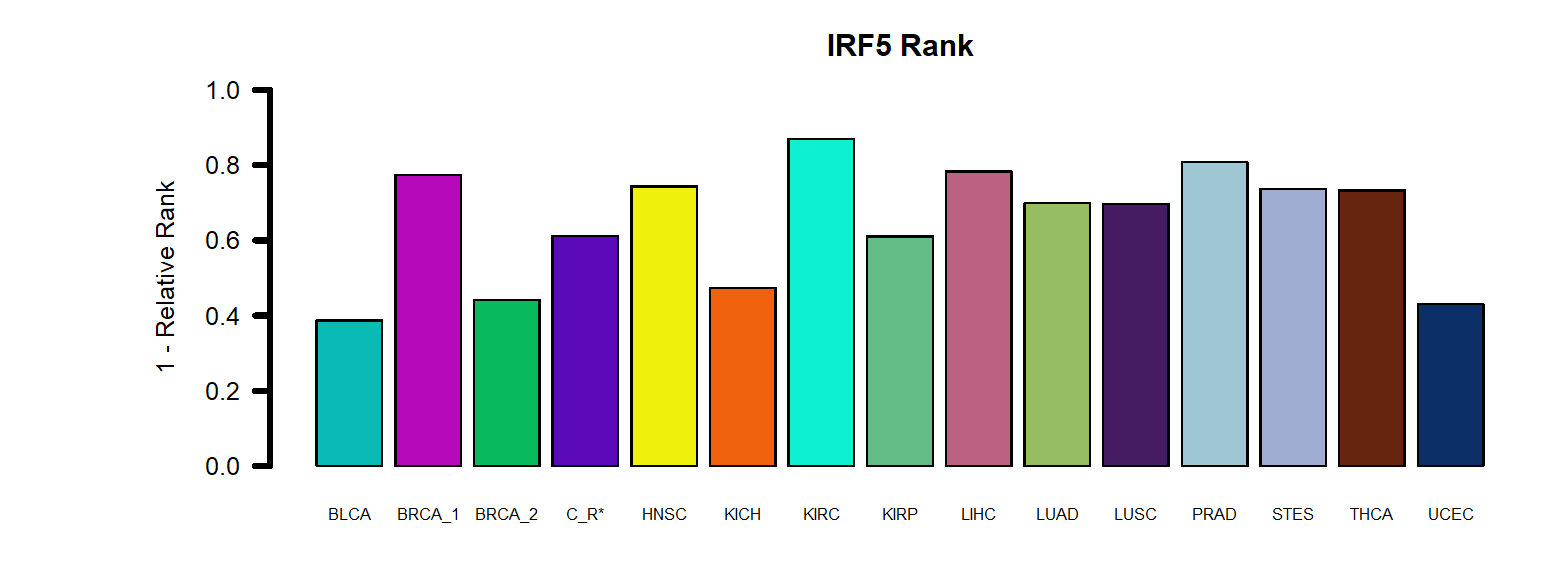 IRF5 Rank
1 - Relative Rank
1.0
0.8
0.6
0.4
0.2
0.0
BLCA BRCA_1 BRCA_2 C_R* HNSC KICH KIRC KIRP LIHC LUAD LUSC PRAD STES THCA UCEC